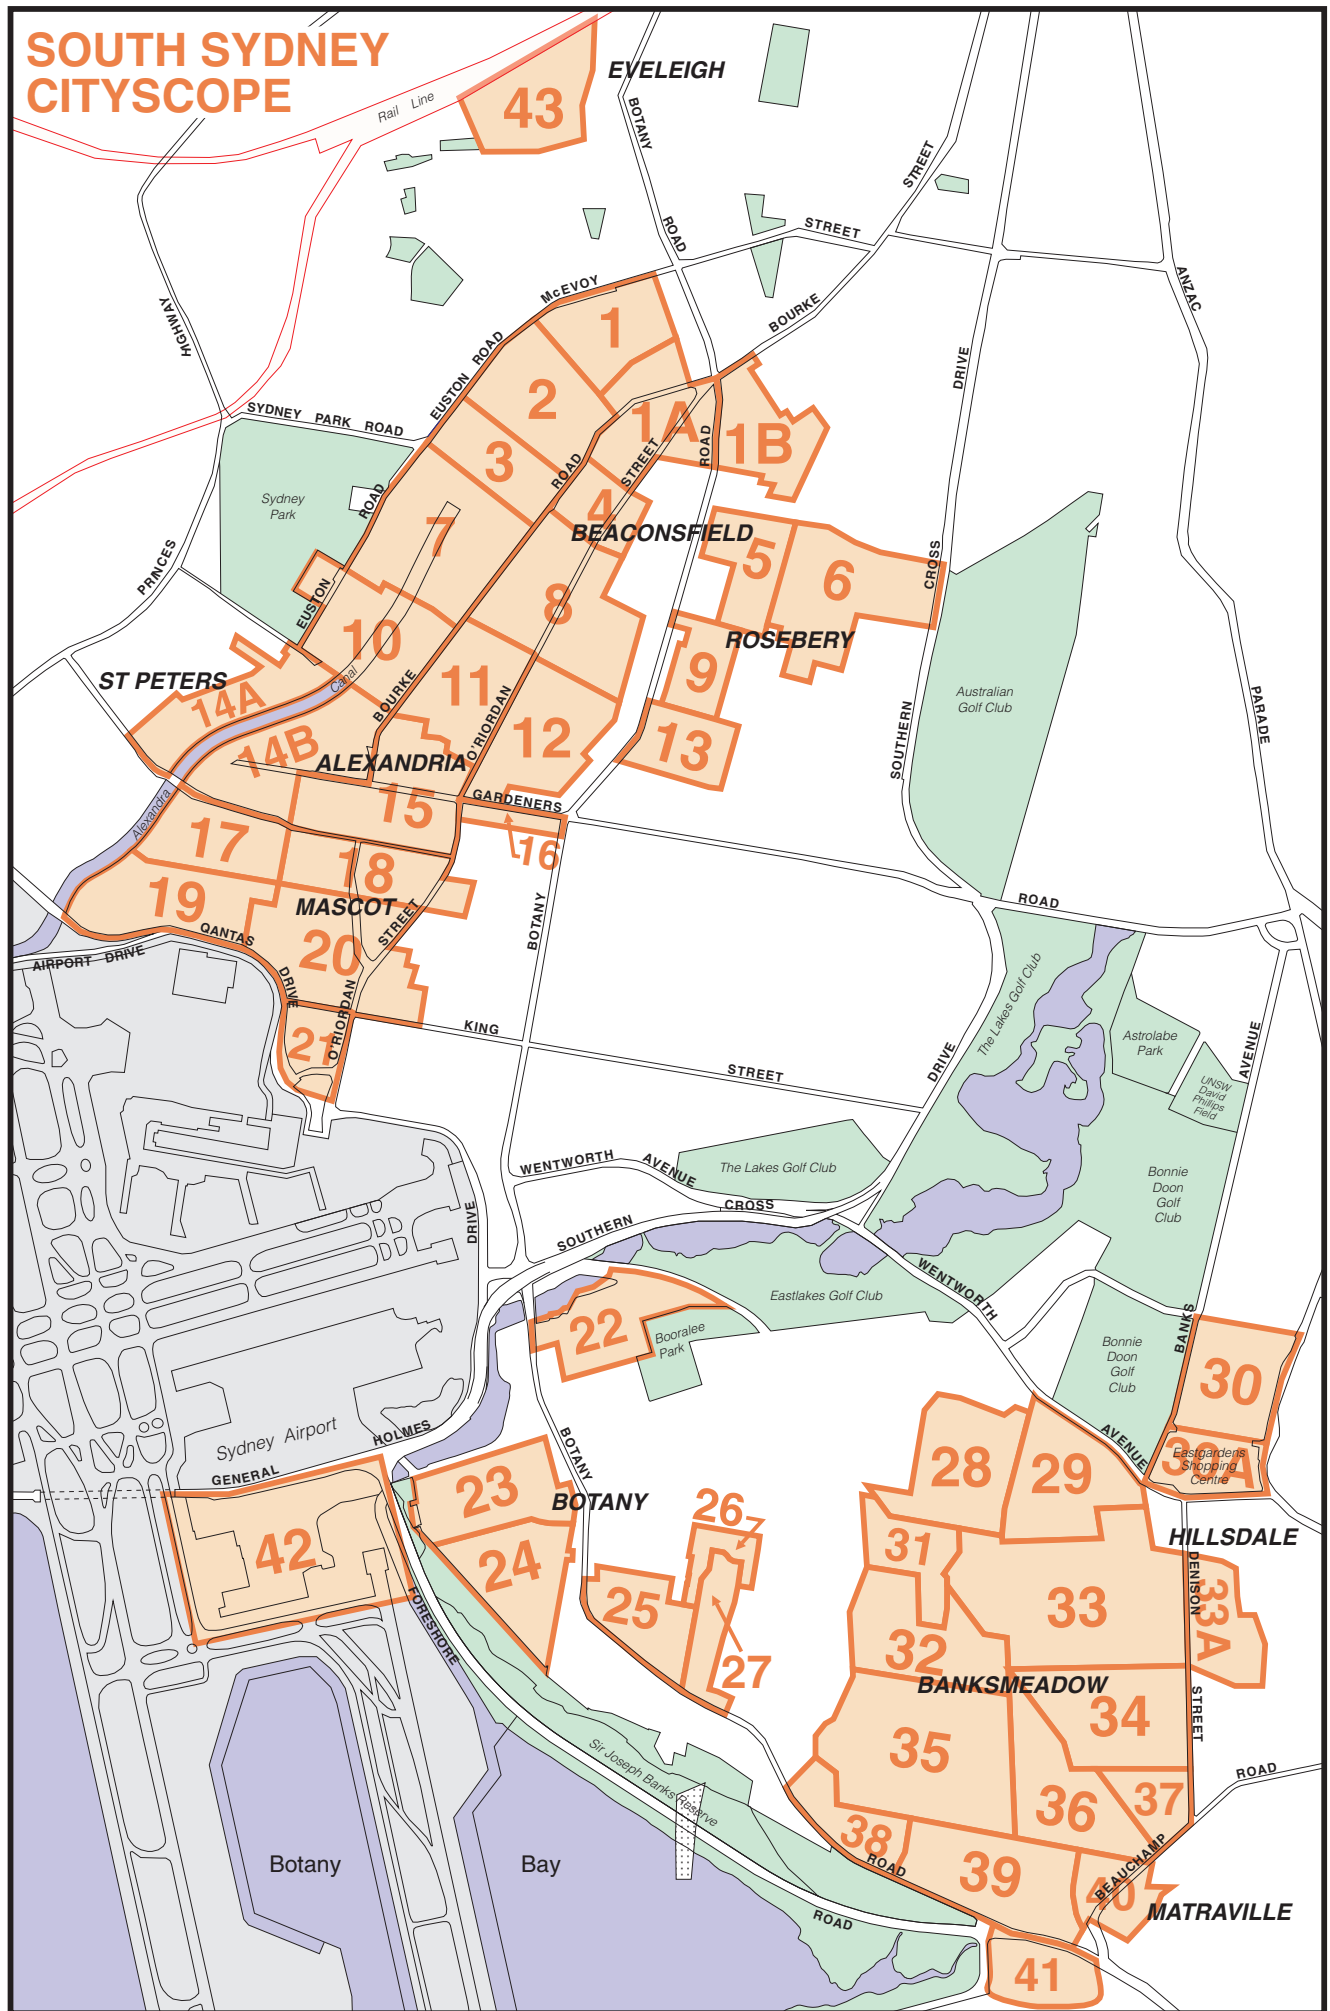 SOUTH SYDNEY
CITYSCOPE
EVELEIGH
43
Rail Line
BOTANY
ROAD
STREET
STREET
McEVOY
BOURKE
ANZAC
HIGHWAY
1
EUSTON ROAD
DRIVE
2
SYDNEY PARK ROAD
1A
1B
ROAD
STREET
3
ROAD
Sydney
Park
ROAD
4
7
BEACONSFIELD
5
6
CROSS
PRINCES
8
EUSTON
10
ROSEBERY
9
ST PETERS
14A
Canal
BOURKE
11
O'RIORDAN
Australian
Golf Club
PARADE
14B
12
13
SOUTHERN
ALEXANDRIA
GARDENERS
15
16
Alexandra
17
18
19
MASCOT
ROAD
QANTAS
20
STREET
BOTANY
AIRPORT DRIVE
DRIVE
The Lakes Golf Club
KING
21
O'RIORDAN
Astrolabe
Park
AVENUE
STREET
DRIVE
UNSW
David
Phillips
Field
WENTWORTH
AVENUE
The Lakes Golf Club
Bonnie
Doon
Golf
Club
CROSS
DRIVE
SOUTHERN
WENTWORTH
Eastlakes Golf Club
22
Booralee
Park
BANKS
Bonnie
Doon
Golf
Club
30
Sydney Airport
HOLMES
GENERAL
BOTANY
AVENUE
30A
Eastgardens
Shopping
Centre
28
29
23
BOTANY
26
HILLSDALE
42
24
31
DENISON
33
33A
FORESHORE
25
32
27
BANKSMEADOW
34
STREET
35
Sir Joseph Banks Reserve
ROAD
36
37
38
ROAD
39
BEAUCHAMP
40
Botany
Bay
MATRAVILLE
ROAD
41